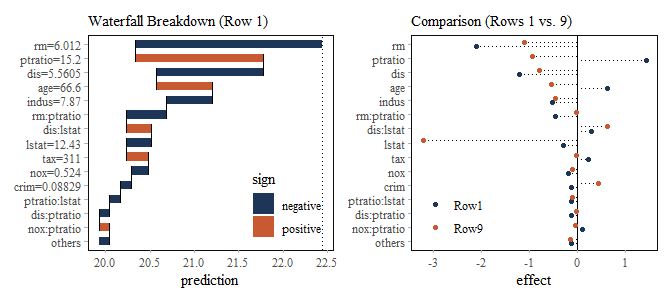 Waterfall Breakdown (Row 1)
rm=6.012
ptratio=15.2
dis=5.5605
age=66.6
indus=7.87
rm:ptratio
dis:lstat
lstat=12.43
tax=311
nox=0.524
crim=0.08829
ptratio:lstat
dis:ptratio
nox:ptratio
others
sign
negative
positive
20.0 20.5 21.0 21.5 22.0 22.5
prediction
Comparison (Rows 1 vs. 9)
rm
ptratio
dis
age
indus
rm:ptratio
dis:lstat
lstat
tax
nox
crim
ptratio:lstat
dis:ptratio
nox:ptratio
others
Row1
Row9
-3 -2 -1 0 1
effect